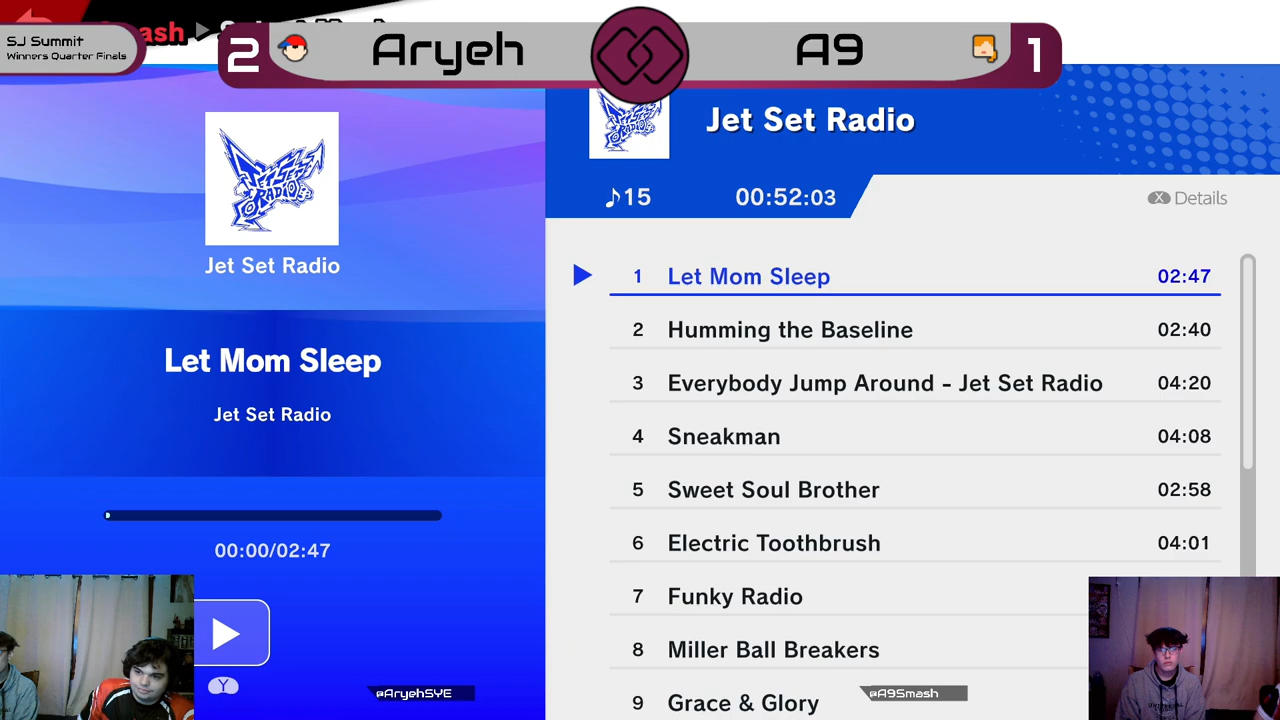 SJ Summit
Winners Quarter Finals
2
Aryeh
A9
1
JET SET RADIO
Jet Set Radio
Let Mom Sleep
Jet Set Radio
00:00/02:47
Y
@AryehSYE
Jet Set Radio
♪15 00:52:03
X Details
1 Let Mom Sleep 02:47
2 Humming the Baseline 02:40
3 Everybody Jump Around - Jet Set Radio 04:20
4 Sneakman 04:08
5 Sweet Soul Brother 02:58
6 Electric Toothbrush 04:01
7 Funky Radio
8 Miller Ball Breakers
9 Grace & Glory
@A9Smash